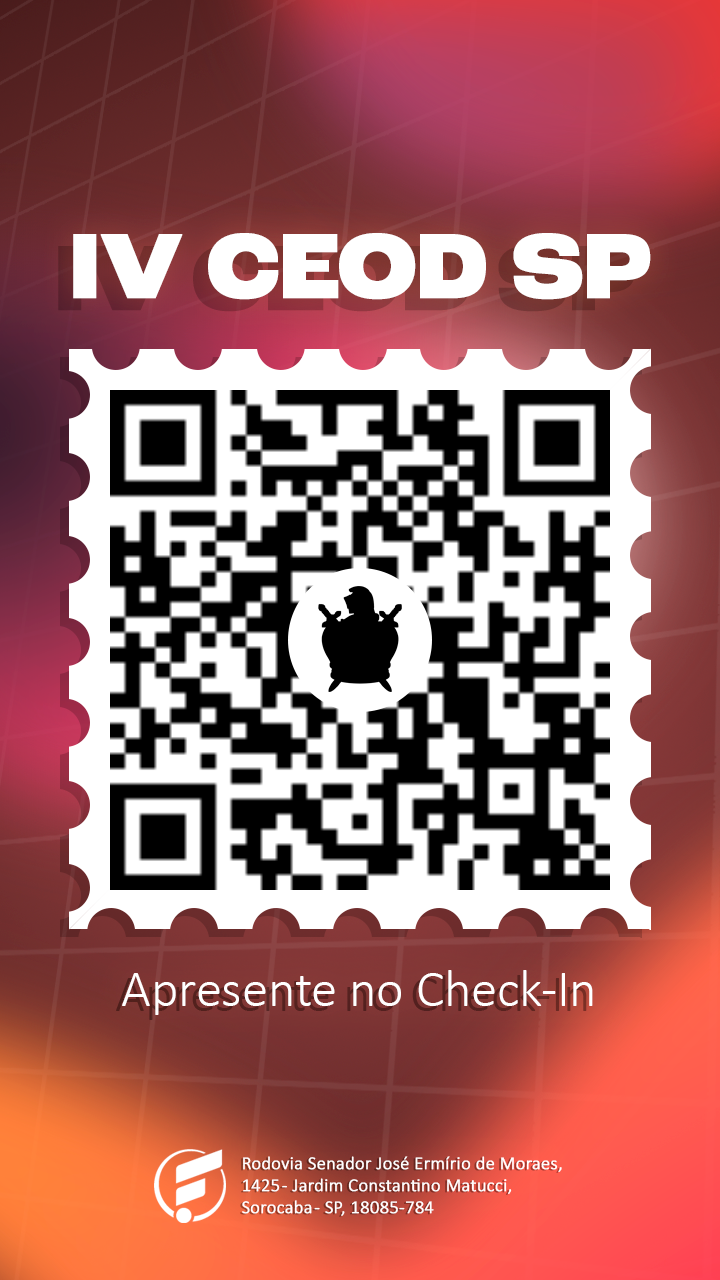 IV CEOD SP
Apresente no Check-In
Rodovia Senador José Ermírio de Moraes,
1425 - Jardim Constantino Matucci,
Sorocaba - SP, 18085-784